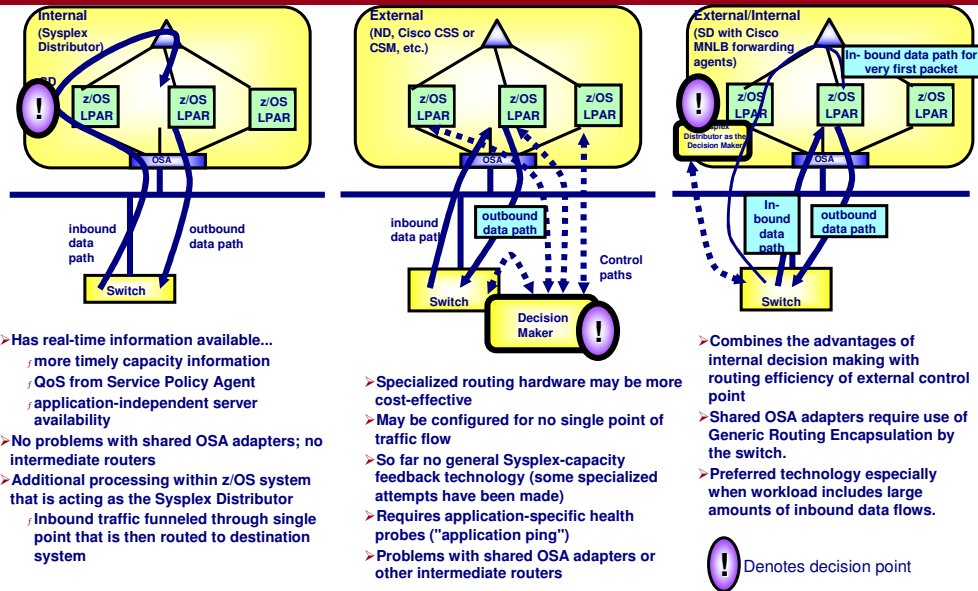 Internal
(Sysplex
Distributor)
SD
!
z/OS
LPAR
z/OS
LPAR
z/OS
LPAR
OSA
inbound
data
path
outbound
data path
Switch
➢Has real-time information available...
ƒ more timely capacity information
ƒ QoS from Service Policy Agent
ƒ application-independent server
availability
➢No problems with shared OSA adapters; no
intermediate routers
➢Additional processing within z/OS system
that is acting as the Sysplex Distributor
ƒ Inbound traffic funneled through single
point that is then routed to destination
system
External
(ND, Cisco CSS or
CSM, etc.)
z/OS
LPAR
z/OS
LPAR
z/OS
LPAR
OSA
inbound
data path
outbound
data path
Control
paths
Switch
Decision
Maker
!
➢Specialized routing hardware may be more
cost-effective
➢May be configured for no single point of
traffic flow
➢So far no general Sysplex-capacity
feedback technology (some specialized
attempts have been made)
➢Requires application-specific health
probes ("application ping")
➢Problems with shared OSA adapters or
other intermediate routers
External/Internal
(SD with Cisco
MNLB forwarding
agents)
In- bound data path for
very first packet
!
z/OS
LPAR
z/OS
LPAR
z/OS
LPAR
Distributor as the
Decision Maker
OSA
In-
bound
data
path
outbound
data path
Switch
➢Combines the advantages of
internal decision making with
routing efficiency of external control
point
➢Shared OSA adapters require use of
Generic Routing Encapsulation by
the switch.
➢Preferred technology especially
when workload includes large
amounts of inbound data flows.
!
Denotes decision point